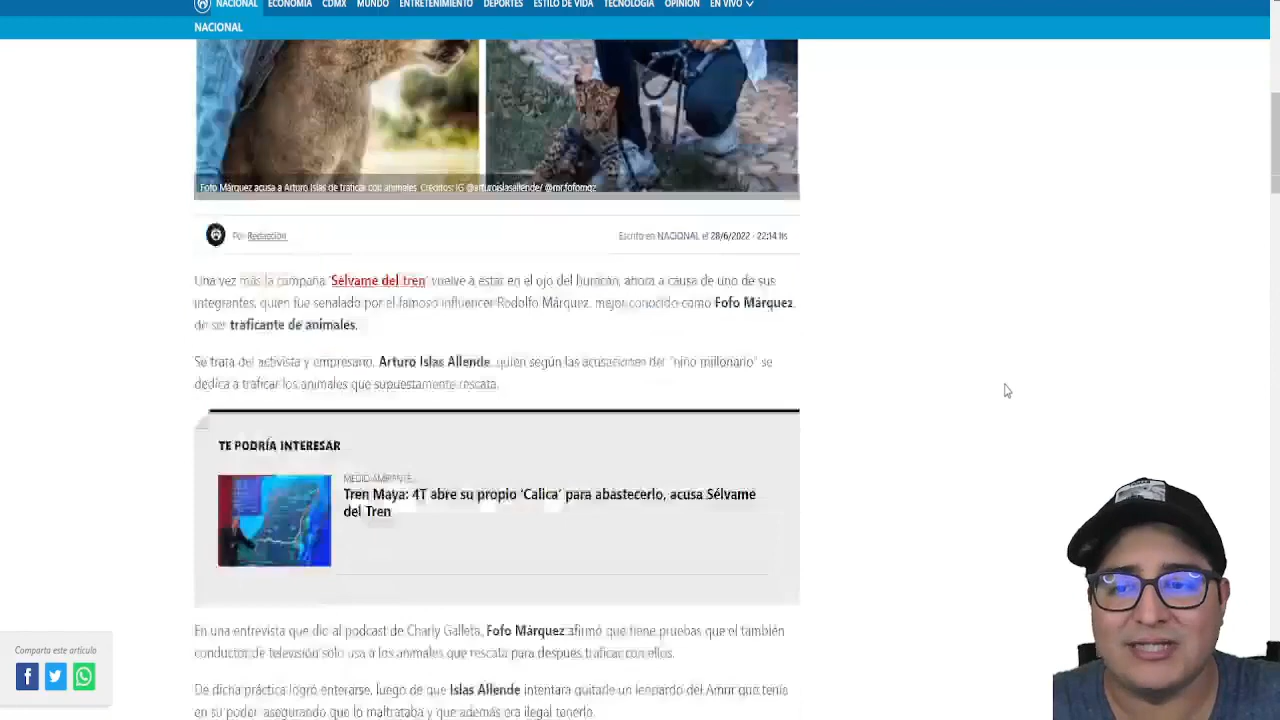 NACIONAL ECONOMÍA CDMX MUNDO ENTRETENIMIENTO DEPORTES ESTILO DE VIDA TECNOLOGÍA OPINIÓN EN VIVO
NACIONAL
Fofo Márquez acusa a Arturo Islas de traficar con animales Créditos: IG @arturoislasallende/ @mr.fofomqz
Por Redacción
Escrito en NACIONAL el 28/6/2022 · 22:14 hs
Una vez más la campaña 'Sélvame del tren' vuelve a estar en el ojo del huracán, ahora a causa de uno de sus
integrantes, quien fue señalado por el famoso influencer Rodolfo Márquez, mejor conocido como Fofo Márquez,
de ser traficante de animales.
Se trata del activista y empresario, Arturo Islas Allende, quien según las acusaciones del "niño millonario" se
dedica a traficar los animales que supuestamente rescata.
TE PODRÍA INTERESAR
MEDIO AMBIENTE
Tren Maya: 4T abre su propio 'Calica' para abastecerlo, acusa Sélvame
del Tren
En una entrevista que dio al podcast de Charly Gallets, Fofo Márquez afirmó que tiene pruebas que el también
conductor de televisión sólo usa a los animales que rescata para después traficar con ellos.
De dicha práctica logró enterarse, luego de que Islas Allende intentara quitarle un leopardo del Amur que tenía
en su poder asegurando que lo maltrataba y que además era ilegal tenerlo.
Comparta este artículo